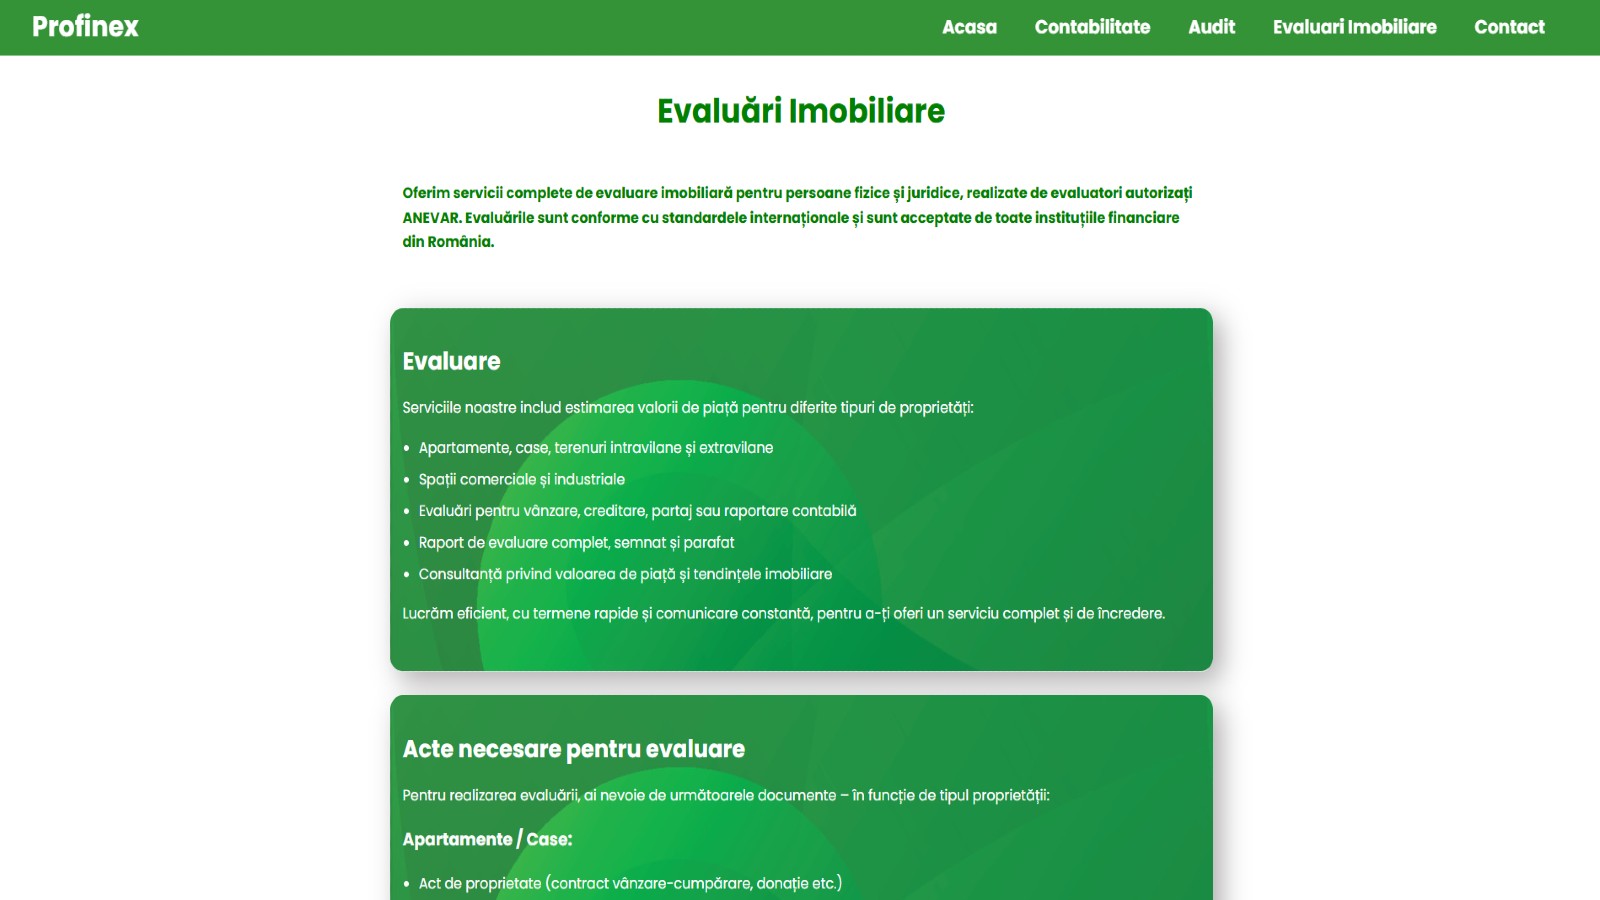 Profinex
Acasa
Contabilitate
Audit
Evaluari Imobiliare
Contact
Evaluări Imobiliare
Oferim servicii complete de evaluare imobiliară pentru persoane fizice și juridice, realizate de evaluatori autorizați
ANEVAR. Evaluările sunt conforme cu standardele internaționale și sunt acceptate de toate instituțiile financiare
din România.
Evaluare
Serviciile noastre includ estimarea valorii de piață pentru diferite tipuri de proprietăți:
• Apartamente, case, terenuri intravilane și extravilane
• Spații comerciale și industriale
• Evaluări pentru vânzare, creditare, partaj sau raportare contabilă
• Raport de evaluare complet, semnat și parafat
• Consultanță privind valoarea de piață și tendințele imobiliare
Lucrăm eficient, cu termene rapide și comunicare constantă, pentru a-ți oferi un serviciu complet și de încredere.
Acte necesare pentru evaluare
Pentru realizarea evaluării, ai nevoie de următoarele documente – în funcție de tipul proprietății:
Apartamente / Case:
• Act de proprietate (contract vânzare-cumpărare, donație etc.)